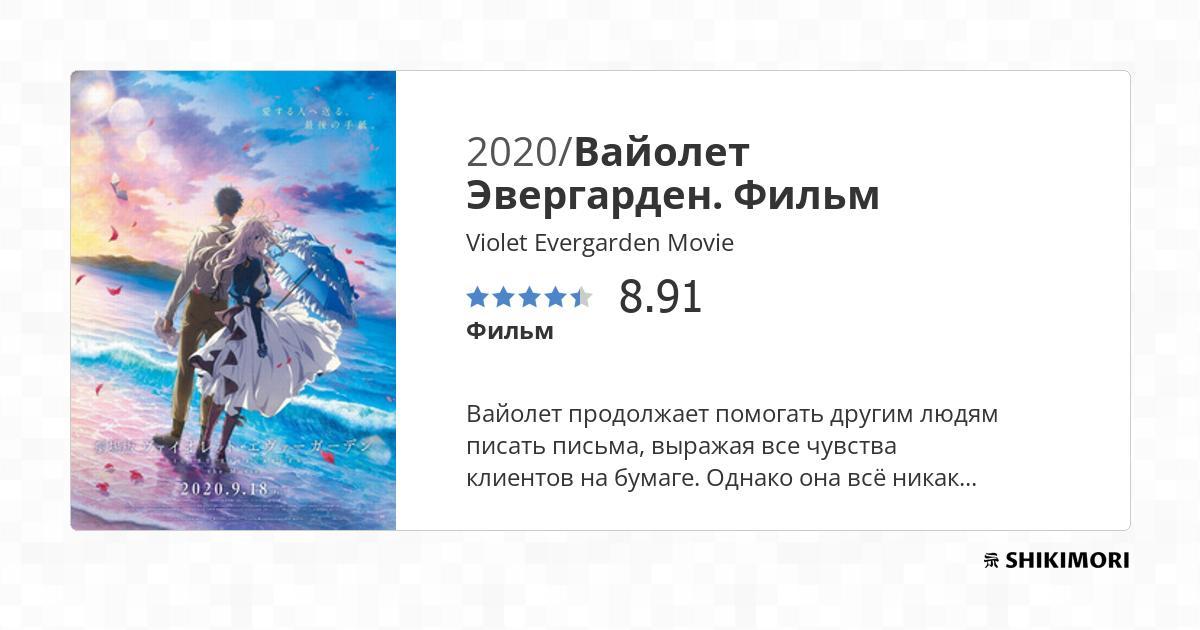 愛する人へ送る、
最後の手紙。
劇場版 ヴァイオレット・エヴァーガーデン
2020.9.18
2020/Вайолет
Эвергарден. Фильм
Violet Evergarden Movie
8.91
Фильм
Вайолет продолжает помогать другим людям
писать письма, выражая все чувства
клиентов на бумаге. Однако она всё никак...
SHIKIMORI